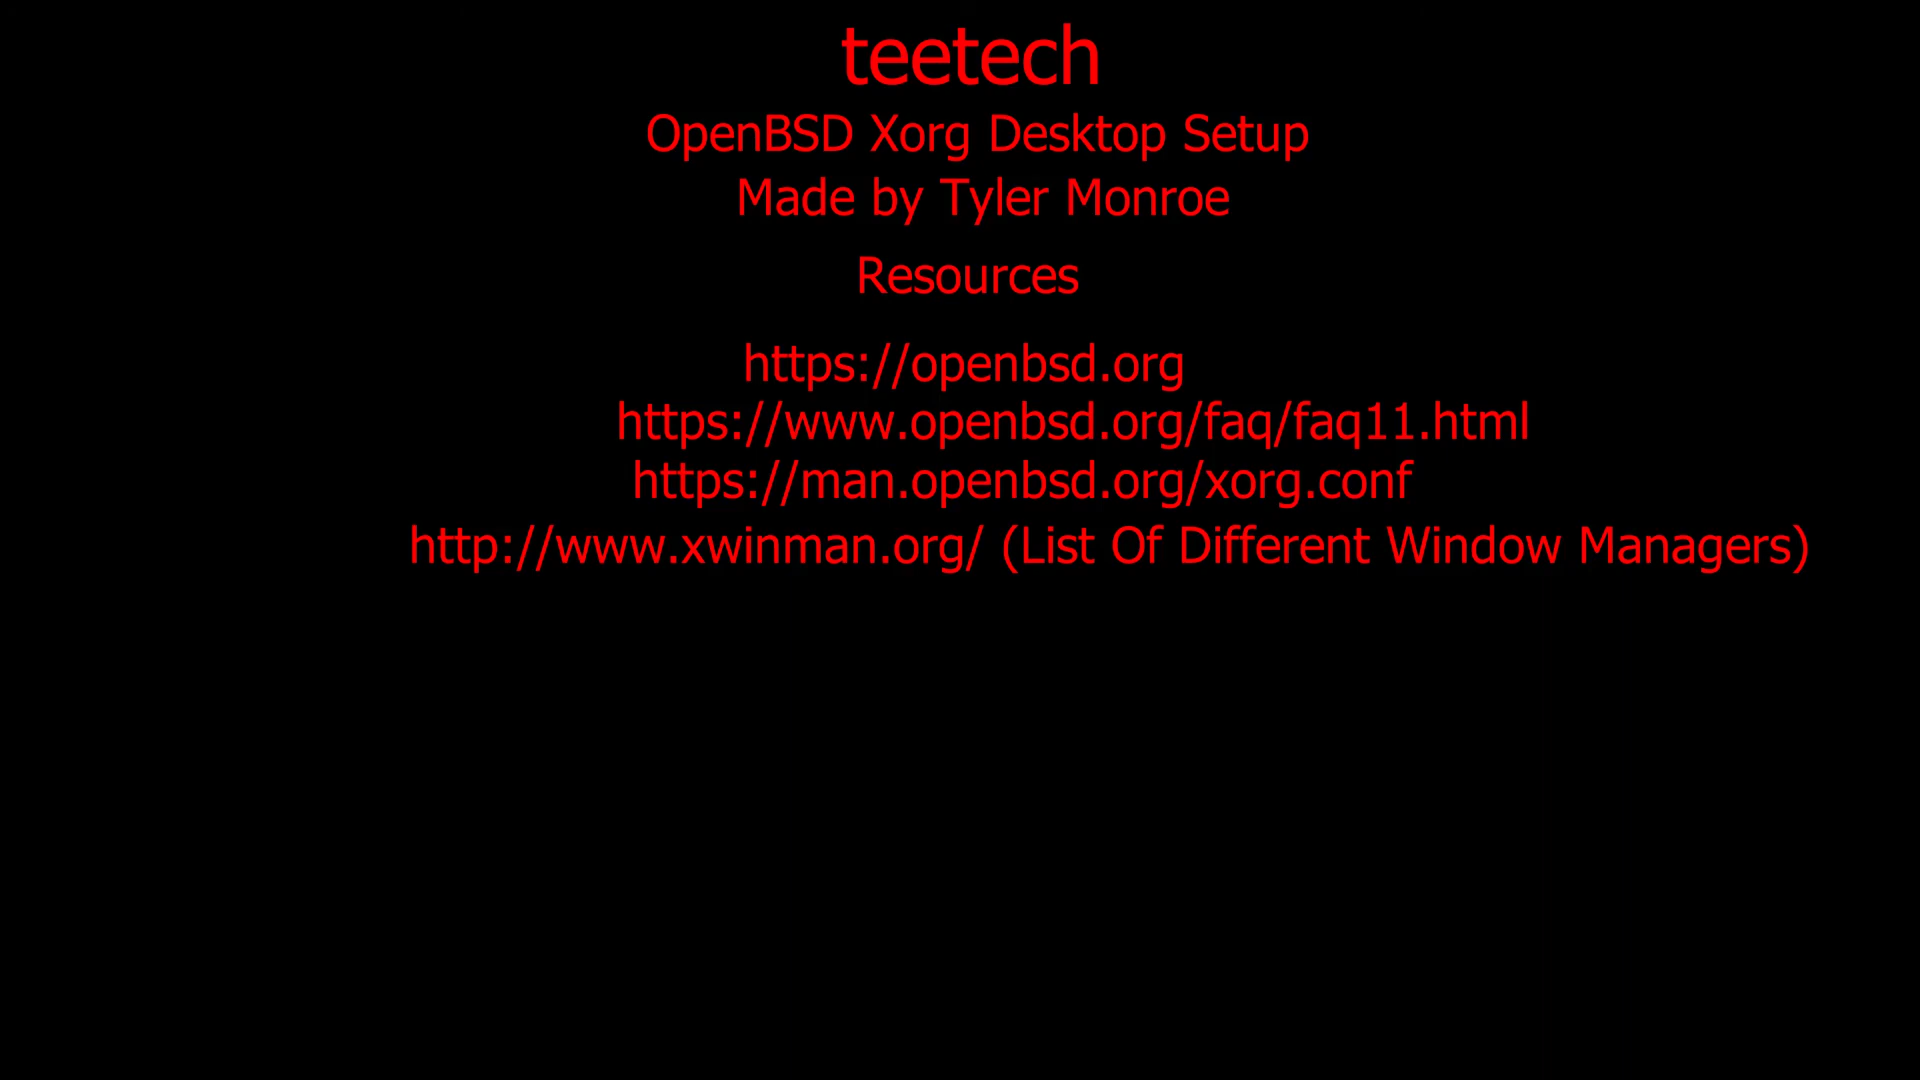 teetech
OpenBSD Xorg Desktop Setup
Made by Tyler Monroe
Resources
https://openbsd.org
https://www.openbsd.org/faq/faq11.html
https://man.openbsd.org/xorg.conf
http://www.xwinman.org/ (List Of Different Window Managers)